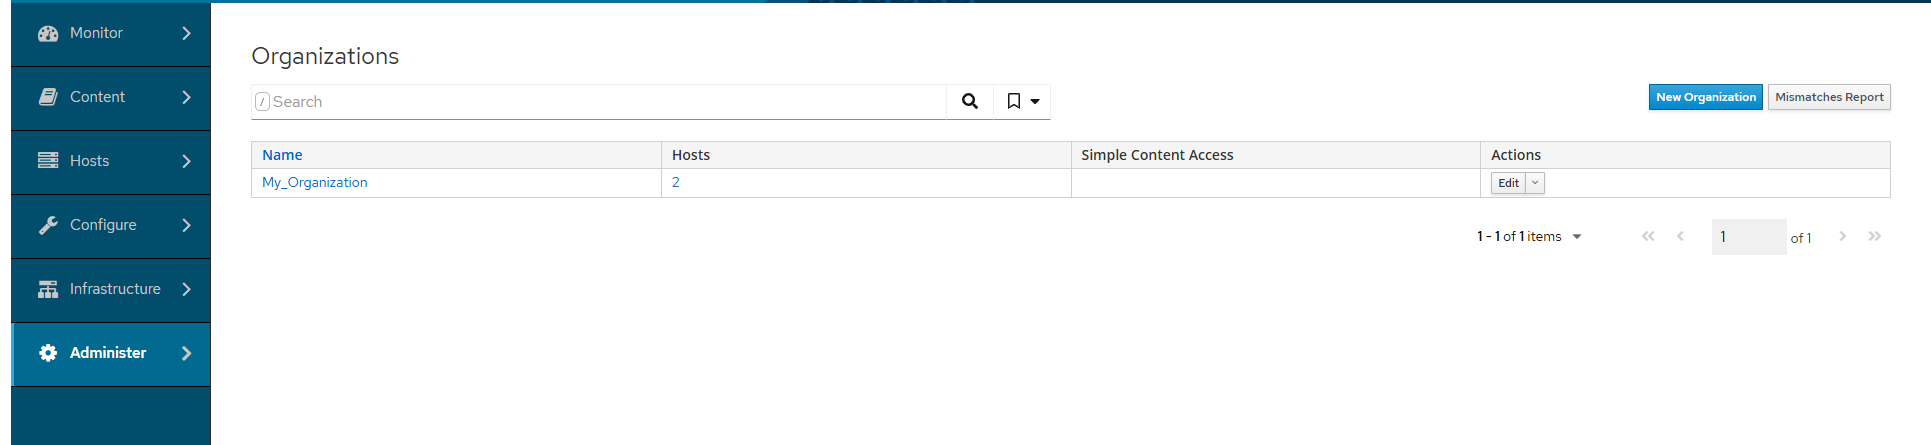 Monitor
Content
Hosts
Configure
Infrastructure
Administer
Organizations
/ Search
New Organization Mismatches Report
Name Hosts Simple Content Access Actions
My_Organization 2 Edit
1 - 1 of 1 items 1 of 1